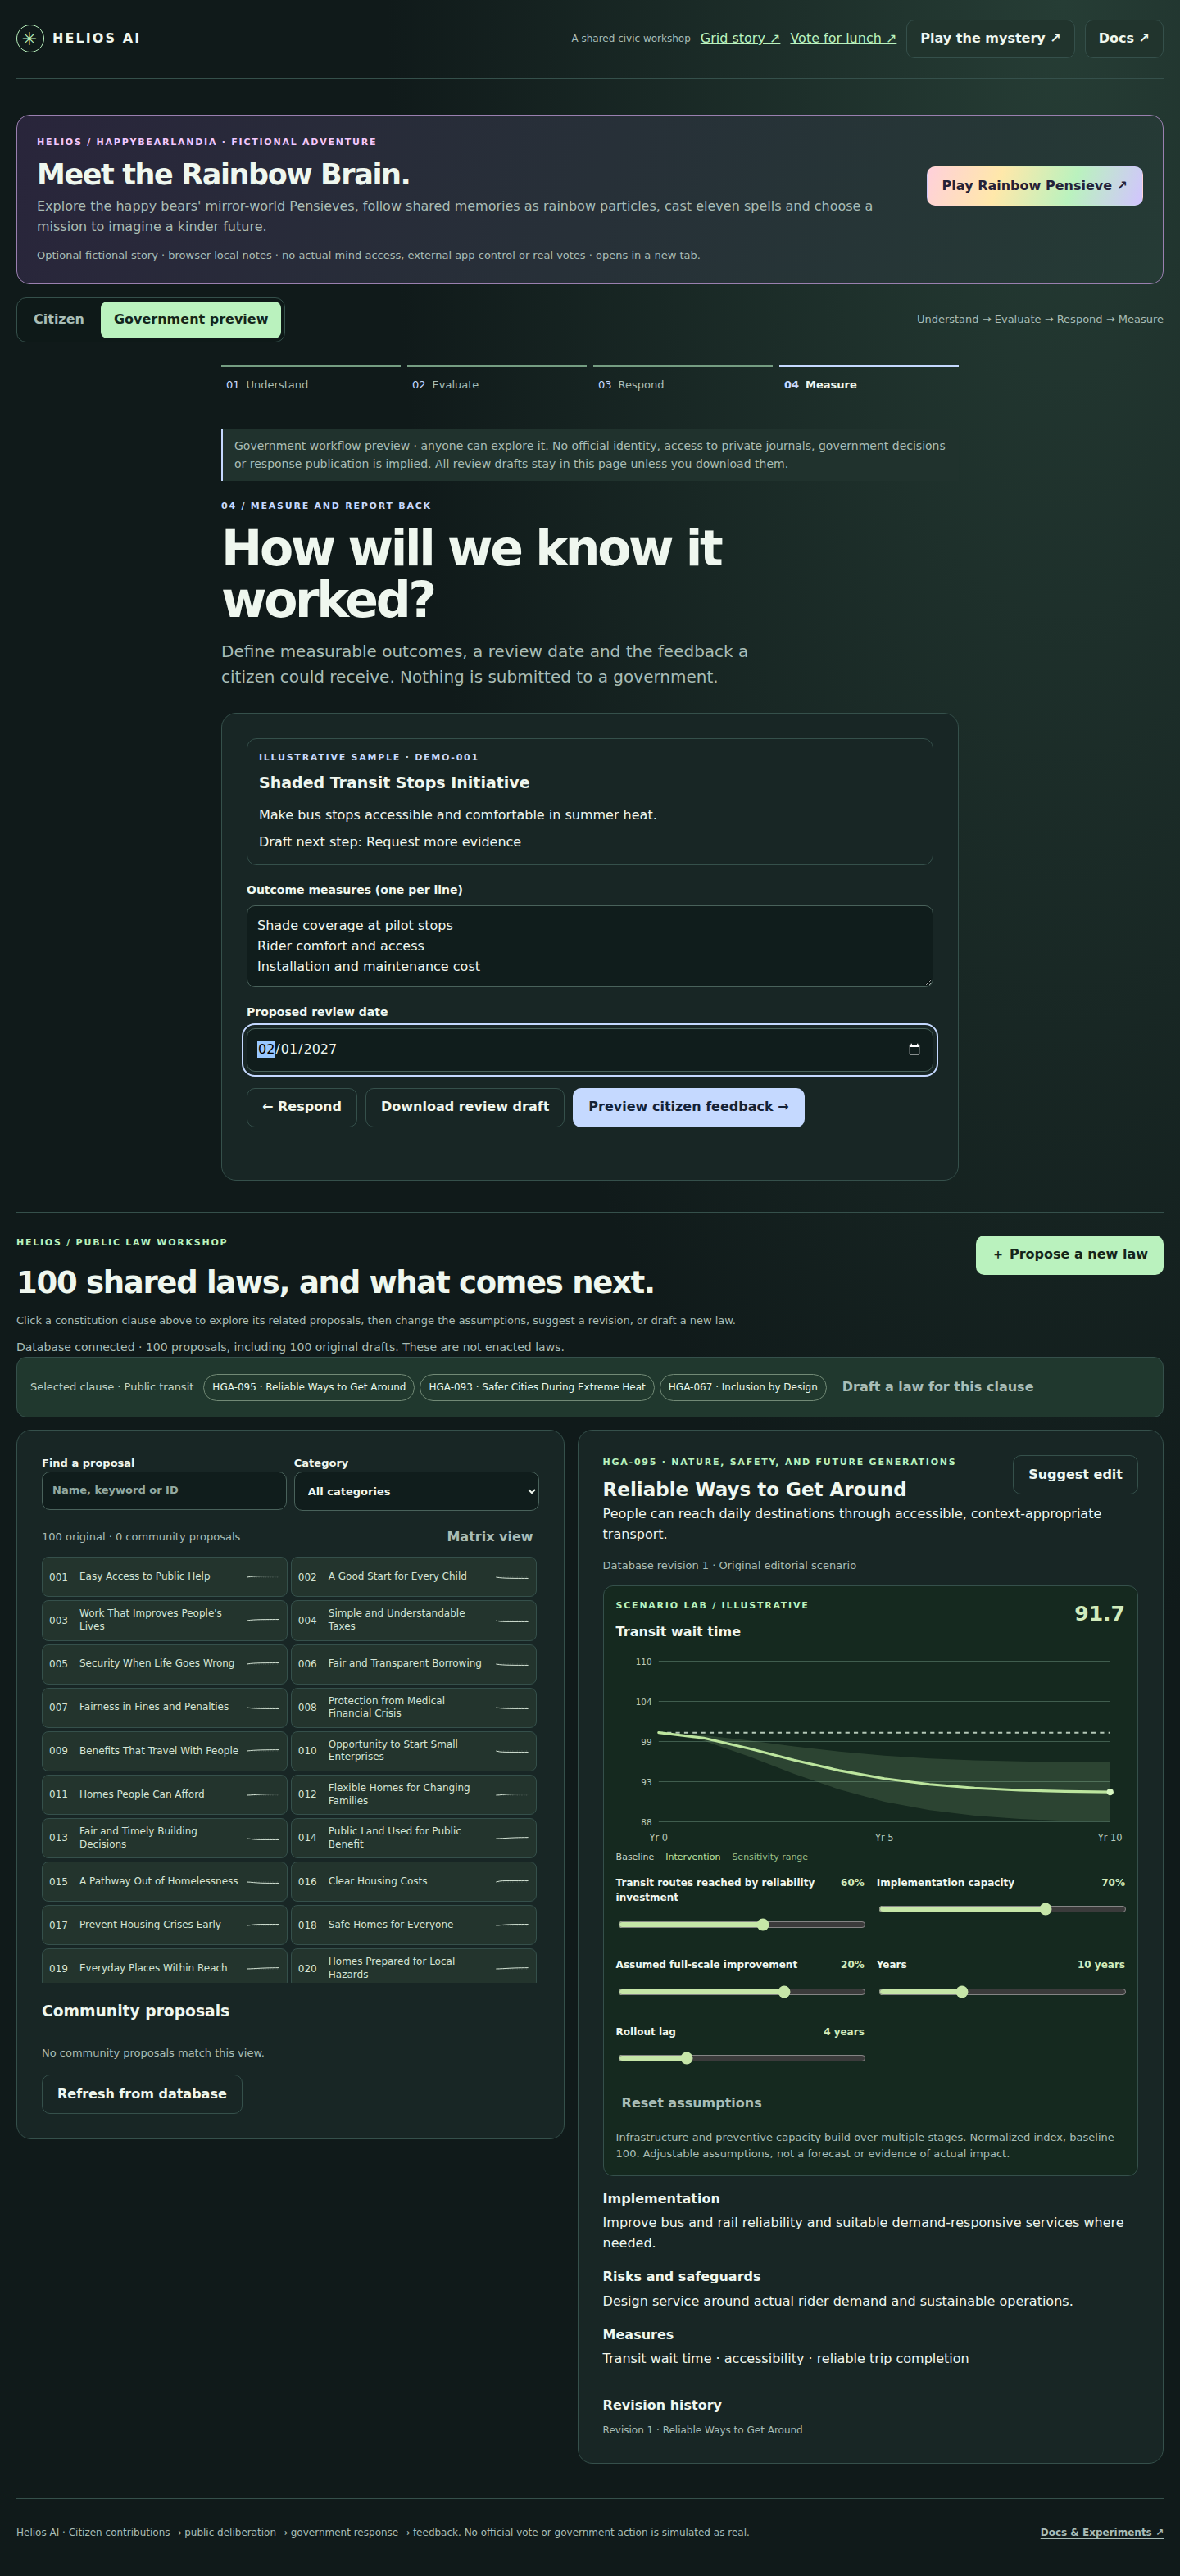 HELIOS AI
A shared civic workshop
Grid story ↗
Vote for lunch ↗
Play the mystery ↗
Docs ↗
HELIOS / HAPPYBEARLANDIA · FICTIONAL ADVENTURE
Meet the Rainbow Brain.
Explore the happy bears' mirror-world Pensieves, follow shared memories as rainbow particles, cast eleven spells and choose a
mission to imagine a kinder future.
Optional fictional story · browser-local notes · no actual mind access, external app control or real votes · opens in a new tab.
Play Rainbow Pensieve ↗
Citizen
Government preview
Understand → Evaluate → Respond → Measure
01 Understand
02 Evaluate
03 Respond
04 Measure
Government workflow preview · anyone can explore it. No official identity, access to private journals, government decisions
or response publication is implied. All review drafts stay in this page unless you download them.
04 / MEASURE AND REPORT BACK
How will we know it
worked?
Define measurable outcomes, a review date and the feedback a
citizen could receive. Nothing is submitted to a government.
ILLUSTRATIVE SAMPLE · DEMO-001
Shaded Transit Stops Initiative
Make bus stops accessible and comfortable in summer heat.
Draft next step: Request more evidence
Outcome measures (one per line)
Shade coverage at pilot stops
Rider comfort and access
Installation and maintenance cost
Proposed review date
02/01/2027
← Respond
Download review draft
Preview citizen feedback →
HELIOS / PUBLIC LAW WORKSHOP
100 shared laws, and what comes next.
+ Propose a new law
Click a constitution clause above to explore its related proposals, then change the assumptions, suggest a revision, or draft a new law.
Database connected · 100 proposals, including 100 original drafts. These are not enacted laws.
Selected clause · Public transit
HGA-095 · Reliable Ways to Get Around
HGA-093 · Safer Cities During Extreme Heat
HGA-067 · Inclusion by Design
Draft a law for this clause
Find a proposal
Category
Name, keyword or ID
All categories
100 original · 0 community proposals
Matrix view
001 Easy Access to Public Help
002 A Good Start for Every Child
003 Work That Improves People's
Lives
004 Simple and Understandable
Taxes
005 Security When Life Goes Wrong
006 Fair and Transparent Borrowing
007 Fairness in Fines and Penalties
008 Protection from Medical
Financial Crisis
009 Benefits That Travel With People
010 Opportunity to Start Small
Enterprises
011 Homes People Can Afford
012 Flexible Homes for Changing
Families
013 Fair and Timely Building
Decisions
014 Public Land Used for Public
Benefit
015 A Pathway Out of Homelessness
016 Clear Housing Costs
017 Prevent Housing Crises Early
018 Safe Homes for Everyone
019 Everyday Places Within Reach
020 Homes Prepared for Local
Hazards
Community proposals
No community proposals match this view.
Refresh from database
HGA-095 · NATURE, SAFETY, AND FUTURE GENERATIONS
Reliable Ways to Get Around
Suggest edit
People can reach daily destinations through accessible, context-appropriate
transport.
Database revision 1 · Original editorial scenario
SCENARIO LAB / ILLUSTRATIVE
Transit wait time
91.7
110
104
99
93
88
Yr 0
Yr 5
Yr 10
Baseline
Intervention
Sensitivity range
Transit routes reached by reliability
investment
60%
Implementation capacity
70%
Assumed full-scale improvement
20%
Years
10 years
Rollout lag
4 years
Reset assumptions
Infrastructure and preventive capacity build over multiple stages. Normalized index, baseline
100. Adjustable assumptions, not a forecast or evidence of actual impact.
Implementation
Improve bus and rail reliability and suitable demand-responsive services where
needed.
Risks and safeguards
Design service around actual rider demand and sustainable operations.
Measures
Transit wait time · accessibility · reliable trip completion
Revision history
Revision 1 · Reliable Ways to Get Around
Helios AI · Citizen contributions → public deliberation → government response → feedback. No official vote or government action is simulated as real.
Docs & Experiments ↗